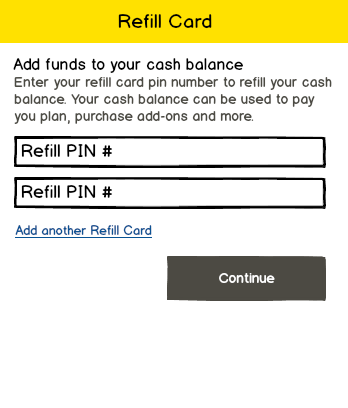 Refill Card
Add funds to your cash balance
Enter your refill card pin number to refill your cash
balance. Your cash balance can be used to pay
you plan, purchase add-ons and more.
Refill PIN #
Refill PIN #
Add another Refill Card
Continue